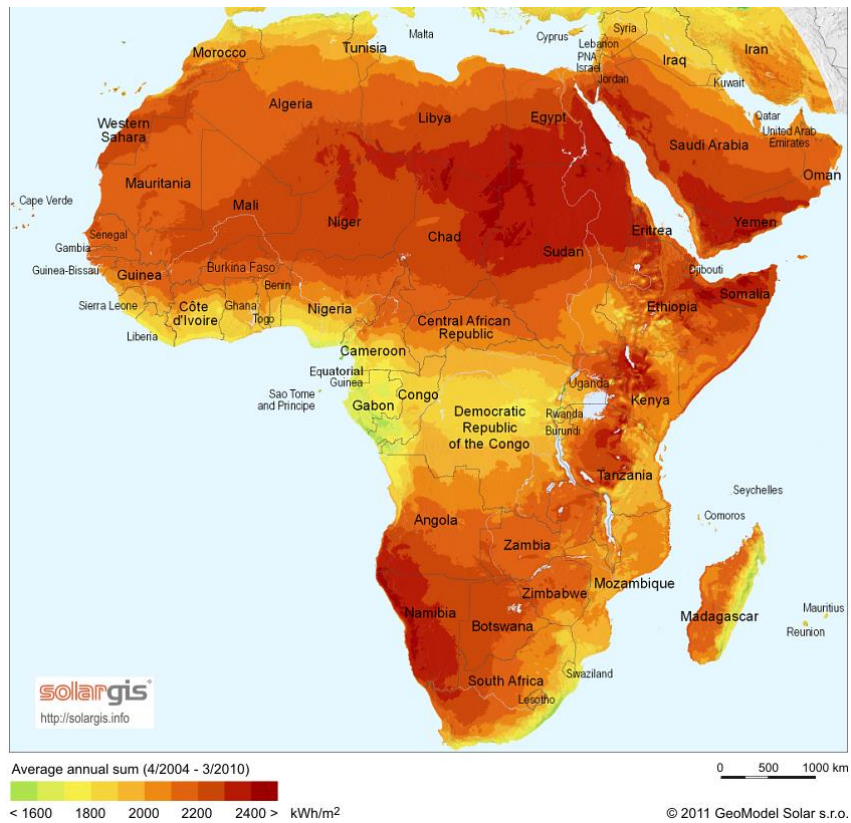 Malta
Cyprus
Syria
Lebanon
PNA
Israel
Jordan
Iraq
Iran
Kuwait
Morocco
Tunisia
Algeria
Libya
Egypt
Qatar
United Arab
Emirates
Saudi Arabia
Oman
Western
Sahara
Mauritania
Mali
Niger
Chad
Sudan
Eritrea
Yemen
Cape Verde
Senegal
Gambia
Guinea-Bissau
Guinea
Burkina Faso
Benin
Djibouti
Somalia
Ethiopia
Sierra Leone
Liberia
Côte
d'Ivoire
Ghana
Togo
Nigeria
Central African
Republic
Cameroon
Equatorial
Guinea
Sao Tome
and Principe
Gabon
Congo
Democratic
Republic
of the Congo
Uganda
Rwanda
Burundi
Kenya
Tanzania
Seychelles
Comoros
Angola
Zambia
Mozambique
Zimbabwe
Namibia
Botswana
Madagascar
Mauritius
Reunion
South Africa
Swaziland
Lesotho
solargis
http://solargis.info
Average annual sum (4/2004 - 3/2010)
< 1600 1800 2000 2200 2400 > kWh/m²
0 500 1000 km
© 2011 GeoModel Solar s.r.o.